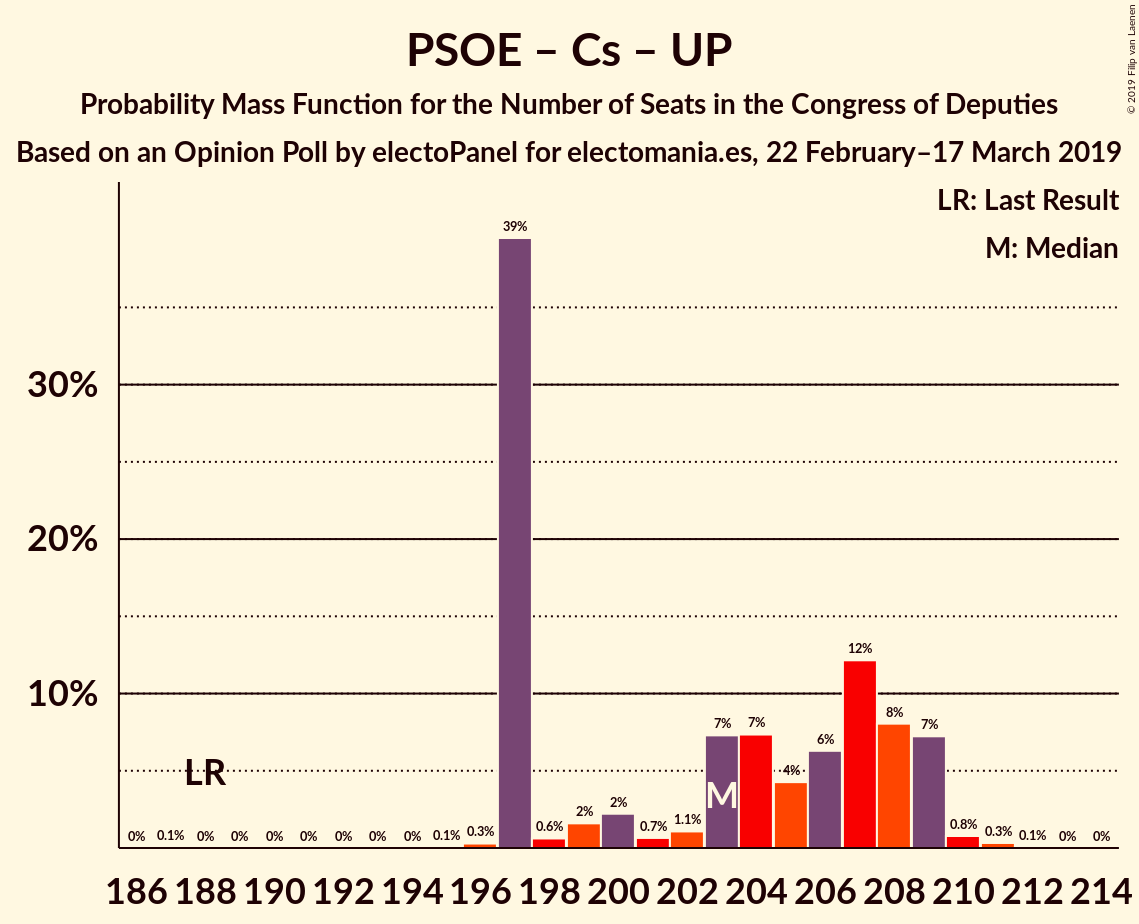 © 2019 Filip van Laenen
PSOE – Cs – UP
Probability Mass Function for the Number of Seats in the Congress of Deputies
Based on an Opinion Poll by electoPanel for electomania.es, 22 February–17 March 2019
LR: Last Result
M: Median
30%
20%
10%
LR
M
0% 0.1% 0% 0% 0% 0% 0% 0% 0% 0.1% 0.3% 39% 0.6% 2% 2% 0.7% 1.1% 7% 7% 4% 6% 12% 8% 7% 0.8% 0.3% 0.1% 0% 0%
186 188 190 192 194 196 198 200 202 204 206 208 210 212 214